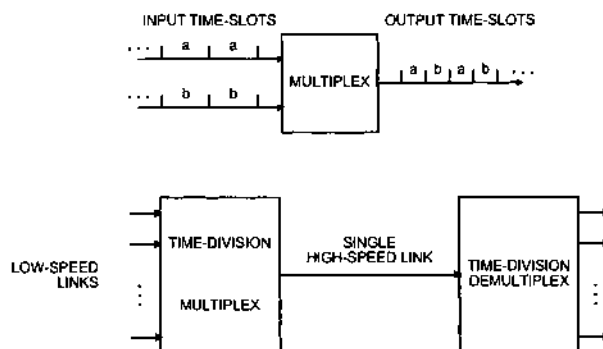 INPUT TIME-SLOTS
OUTPUT TIME-SLOTS
... a a
MULTIPLEX
a b a b ...
... b b
LOW-SPEED
LINKS
TIME-DIVISION
MULTIPLEX
SINGLE
HIGH-SPEED LINK
TIME-DIVISION
DEMULTIPLEX